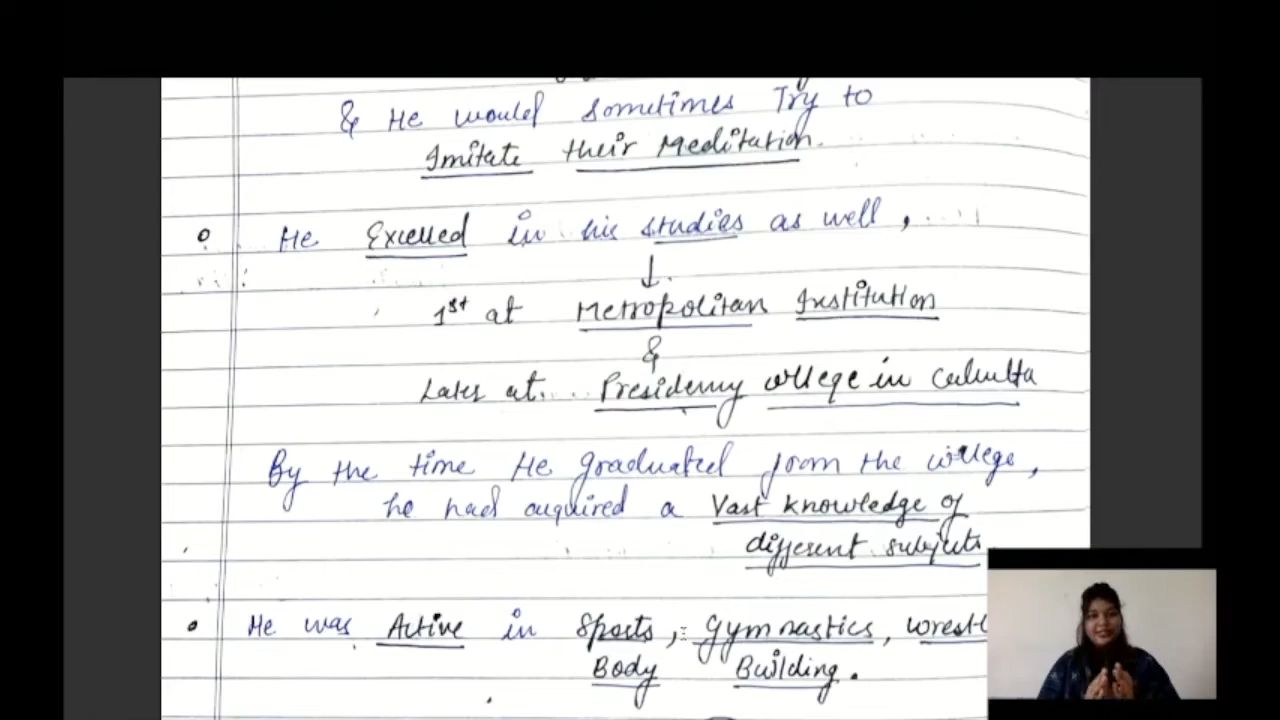 & He would sometimes Try to
Imitate their Meditation.
He Excelled in his studies as well,
↓
1st at Metropolitan Institution
&
Later at... Presidency college in Calcutta
By the time He graduated from the college,
he had acquired a Vast knowledge of
different subjects
He was Active in Sports, Gymnastics, wrestl
Body Building.